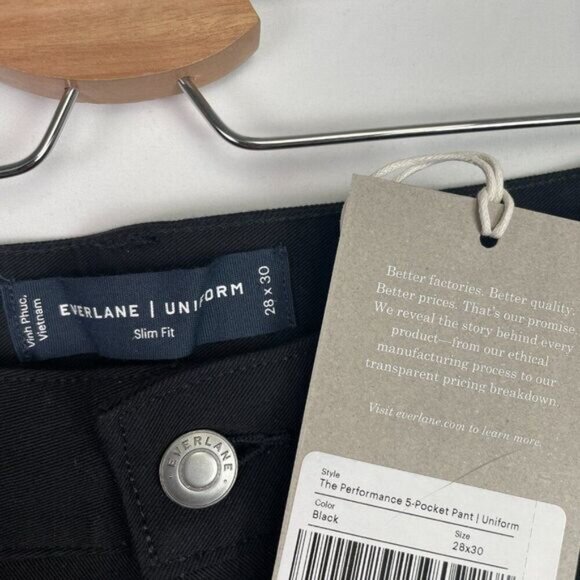 EVERLANE | UNIFORM
Slim Fit
28 x 30
Vinh Phuc,
Vietnam
EVERLANE
Better factories. Better quality.
Better prices. That's our promise.
We reveal the story behind every
product—from our ethical
manufacturing process to our
transparent pricing breakdown.
Visit everlane.com to learn more.
Style
The Performance 5-Pocket Pant | Uniform
Color
Black
Size
28x30